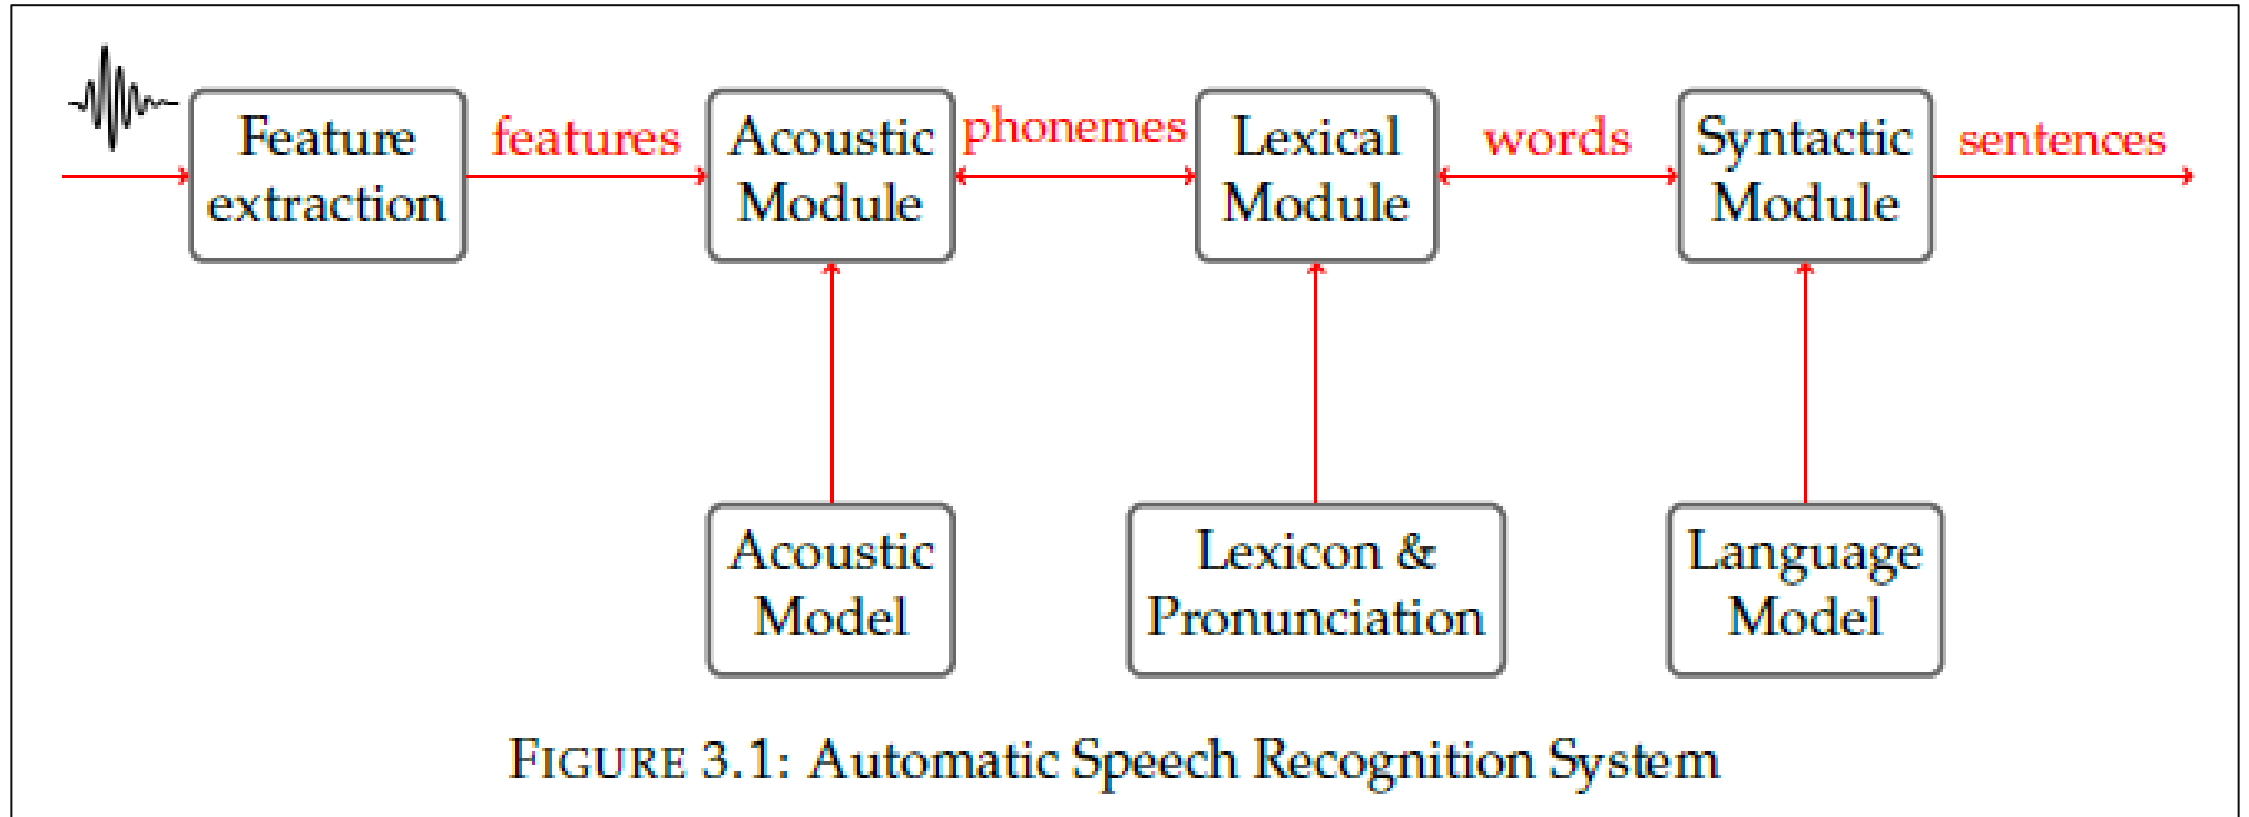 Feature
extraction
features
Acoustic
Module
phonemes
Lexical
Module
words
Syntactic
Module
sentences
Acoustic
Model
Lexicon &
Pronunciation
Language
Model
FIGURE 3.1: Automatic Speech Recognition System